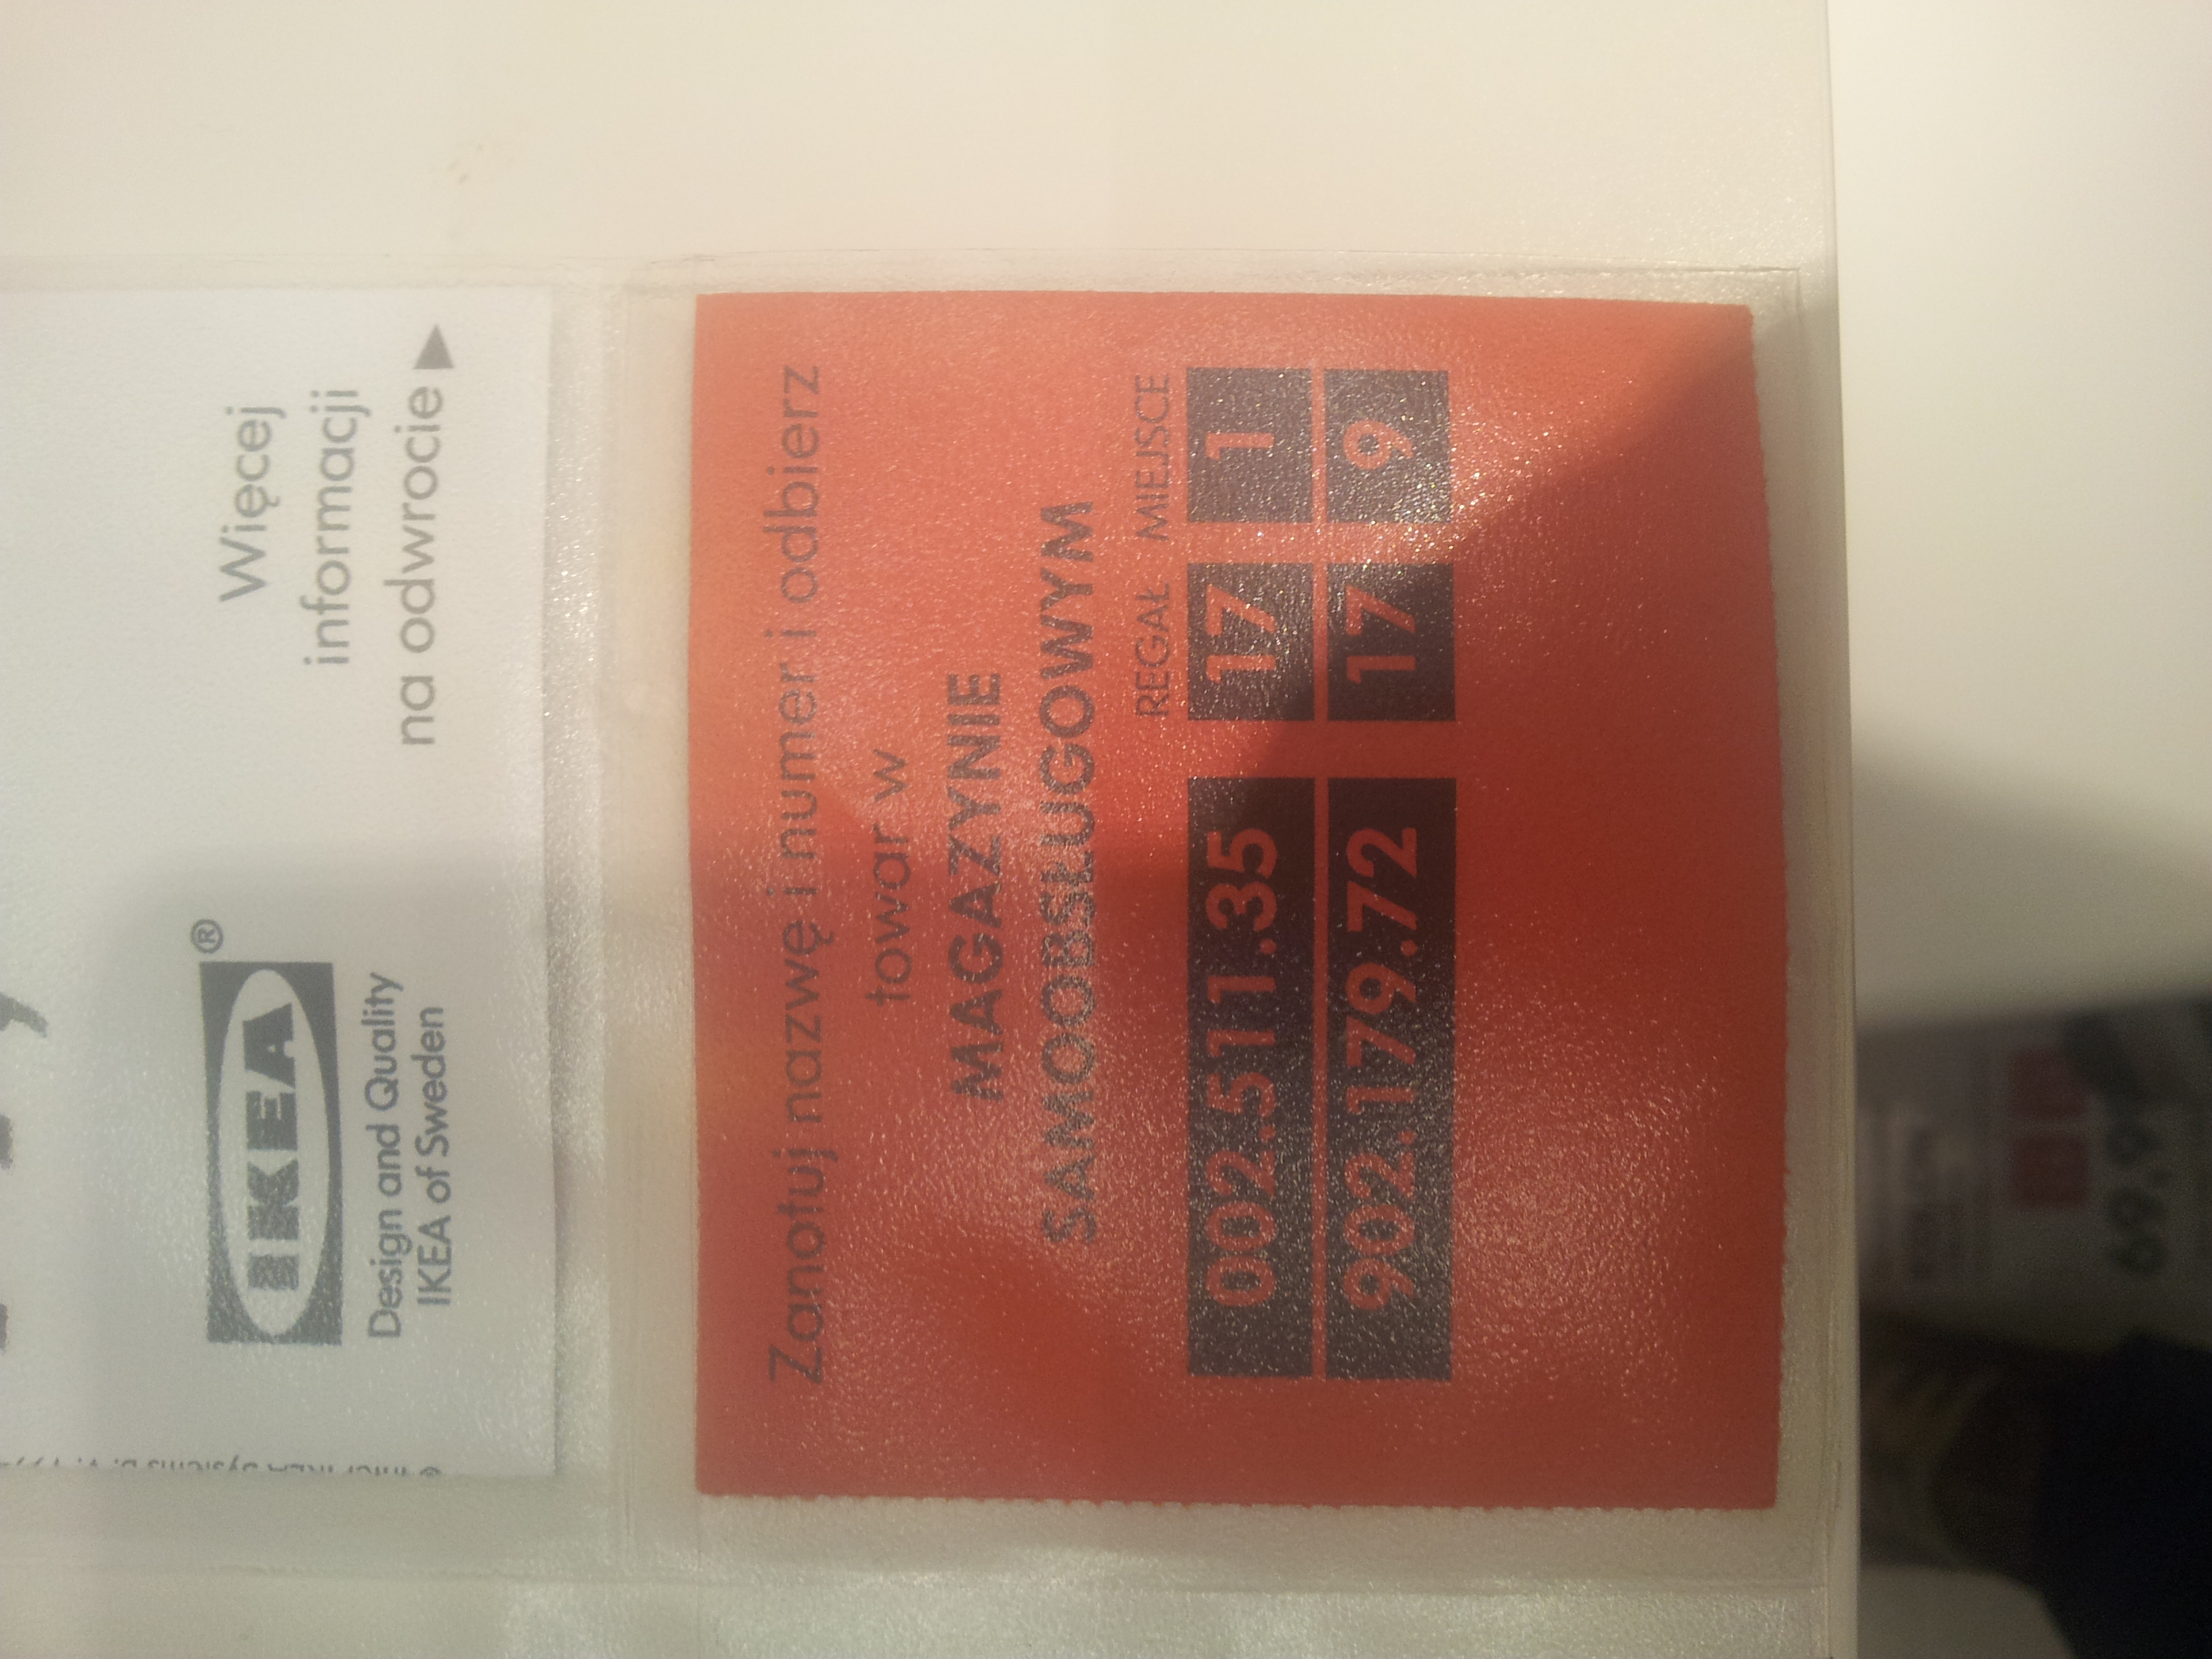 Więcej
informacji
na odwrocie ▶
IKEA®
Design and Quality
IKEA of Sweden
Zanotuj nazwę i numer i odbierz
towar w
MAGAZYNIE
SAMOOBSŁUGOWYM
REGAŁ MIEJSCE
002.511.35 17 1
902.179.72 17 9